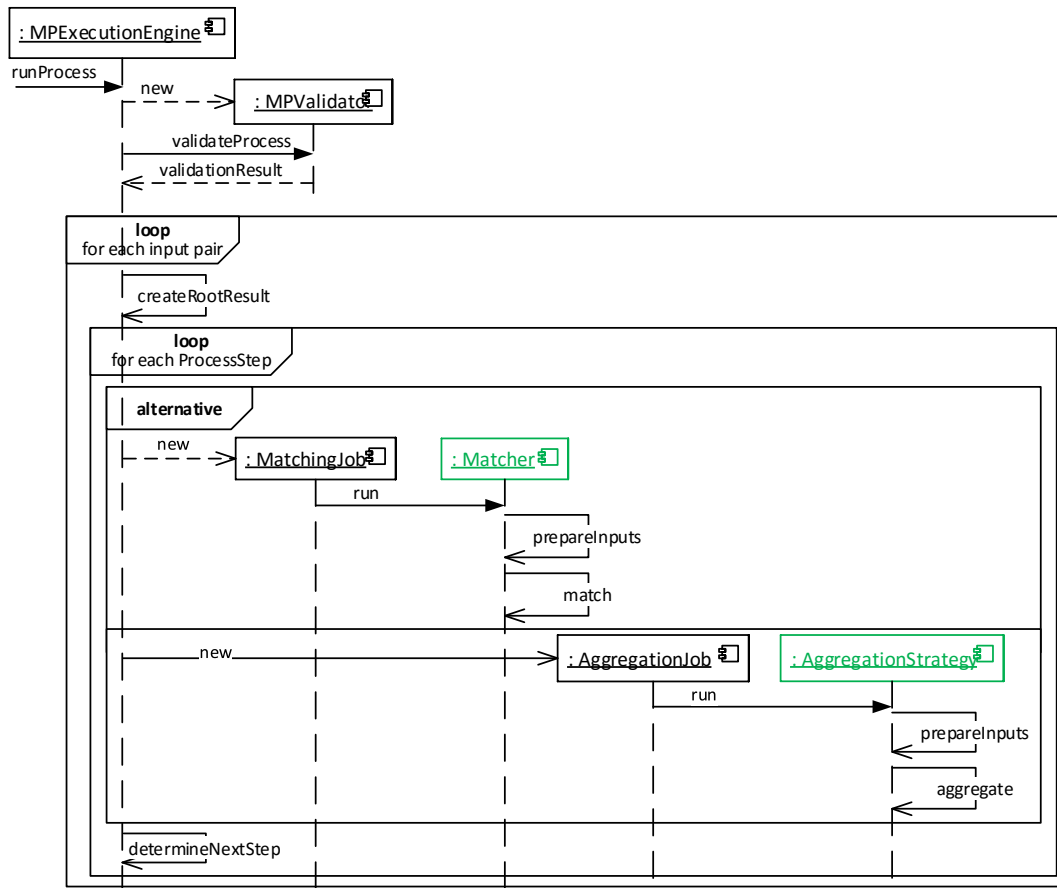 : MPExecutionEngine
runProcess
new
: MPValidator
validateProcess
validationResult
loop
for each input pair
createRootResult
loop
for each ProcessStep
alternative
new
: MatchingJob
: Matcher
run
prepareInputs
match
new
: AggregationJob
: AggregationStrategy
run
prepareInputs
aggregate
determineNextStep